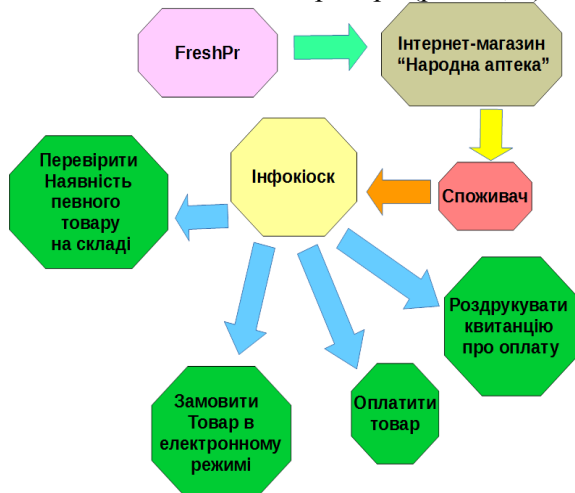 FreshPr
Інтернет-магазин
“Народна аптека”
Перевірити
Наявність
певного
товару
на складі
Інфокіоск
Споживач
Роздрукувати
квитанцію
про оплату
Замовити
Товар в
електронному
режимі
Оплатити
товар